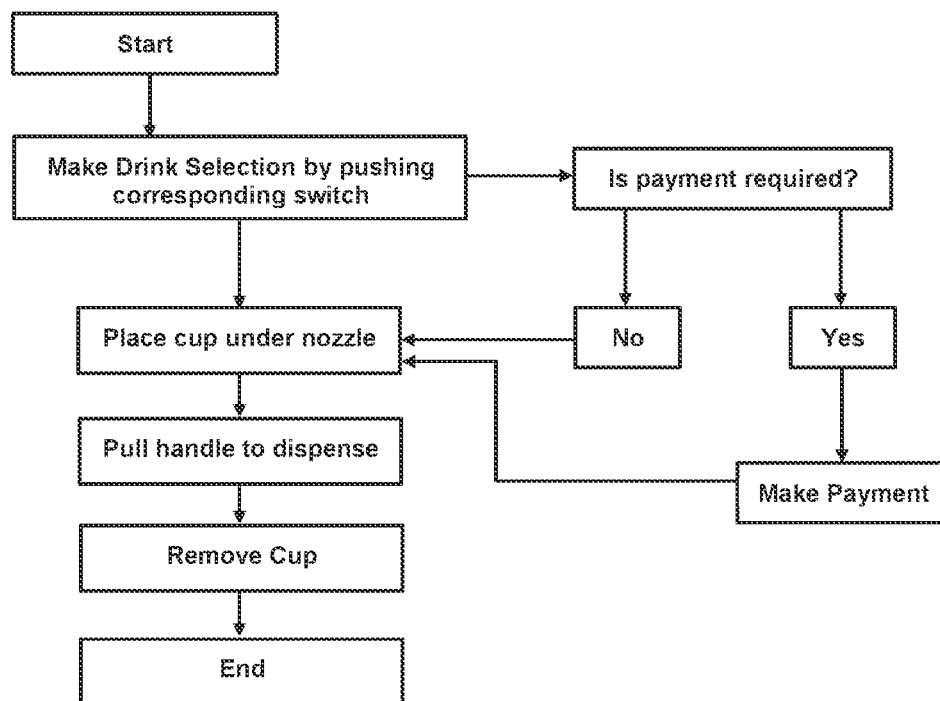 Start
Make Drink Selection by pushing
corresponding switch
Is payment required?
Place cup under nozzle
No
Yes
Pull handle to dispense
Make Payment
Remove Cup
End